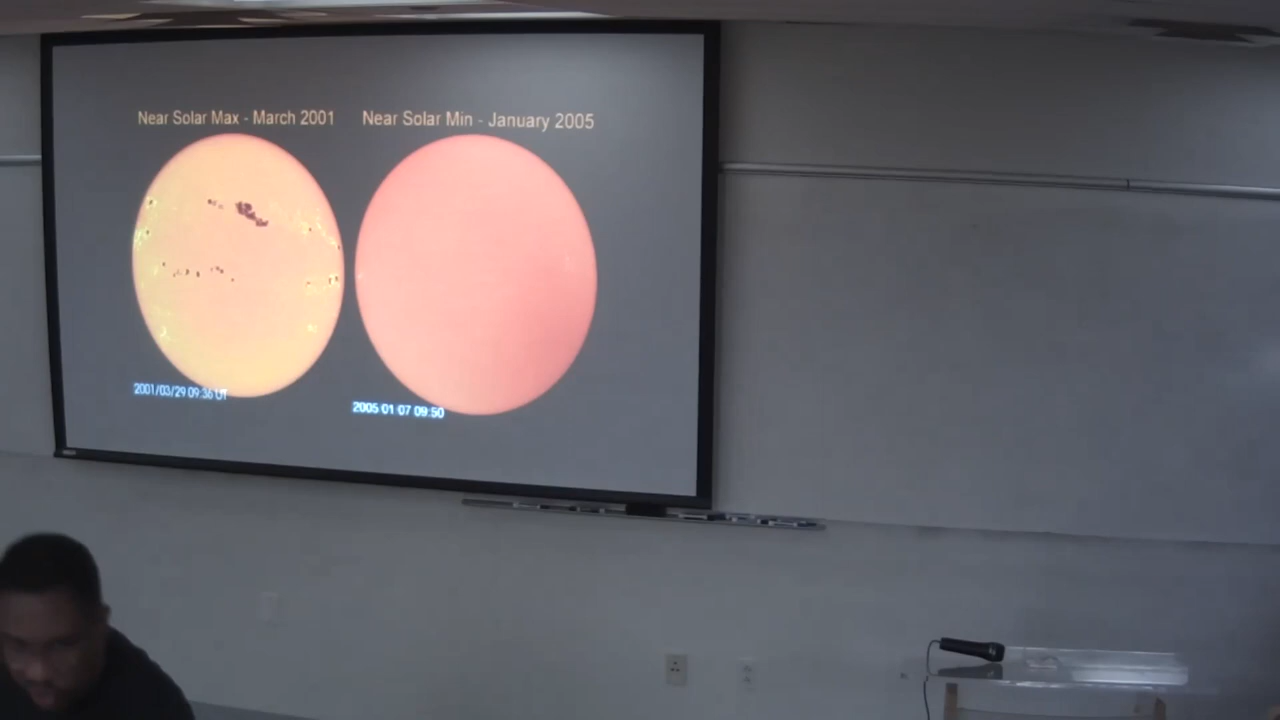 Near Solar Max - March 2001
Near Solar Min - January 2005
2001/03/29 09:36 UT
2005 01 07 09:50